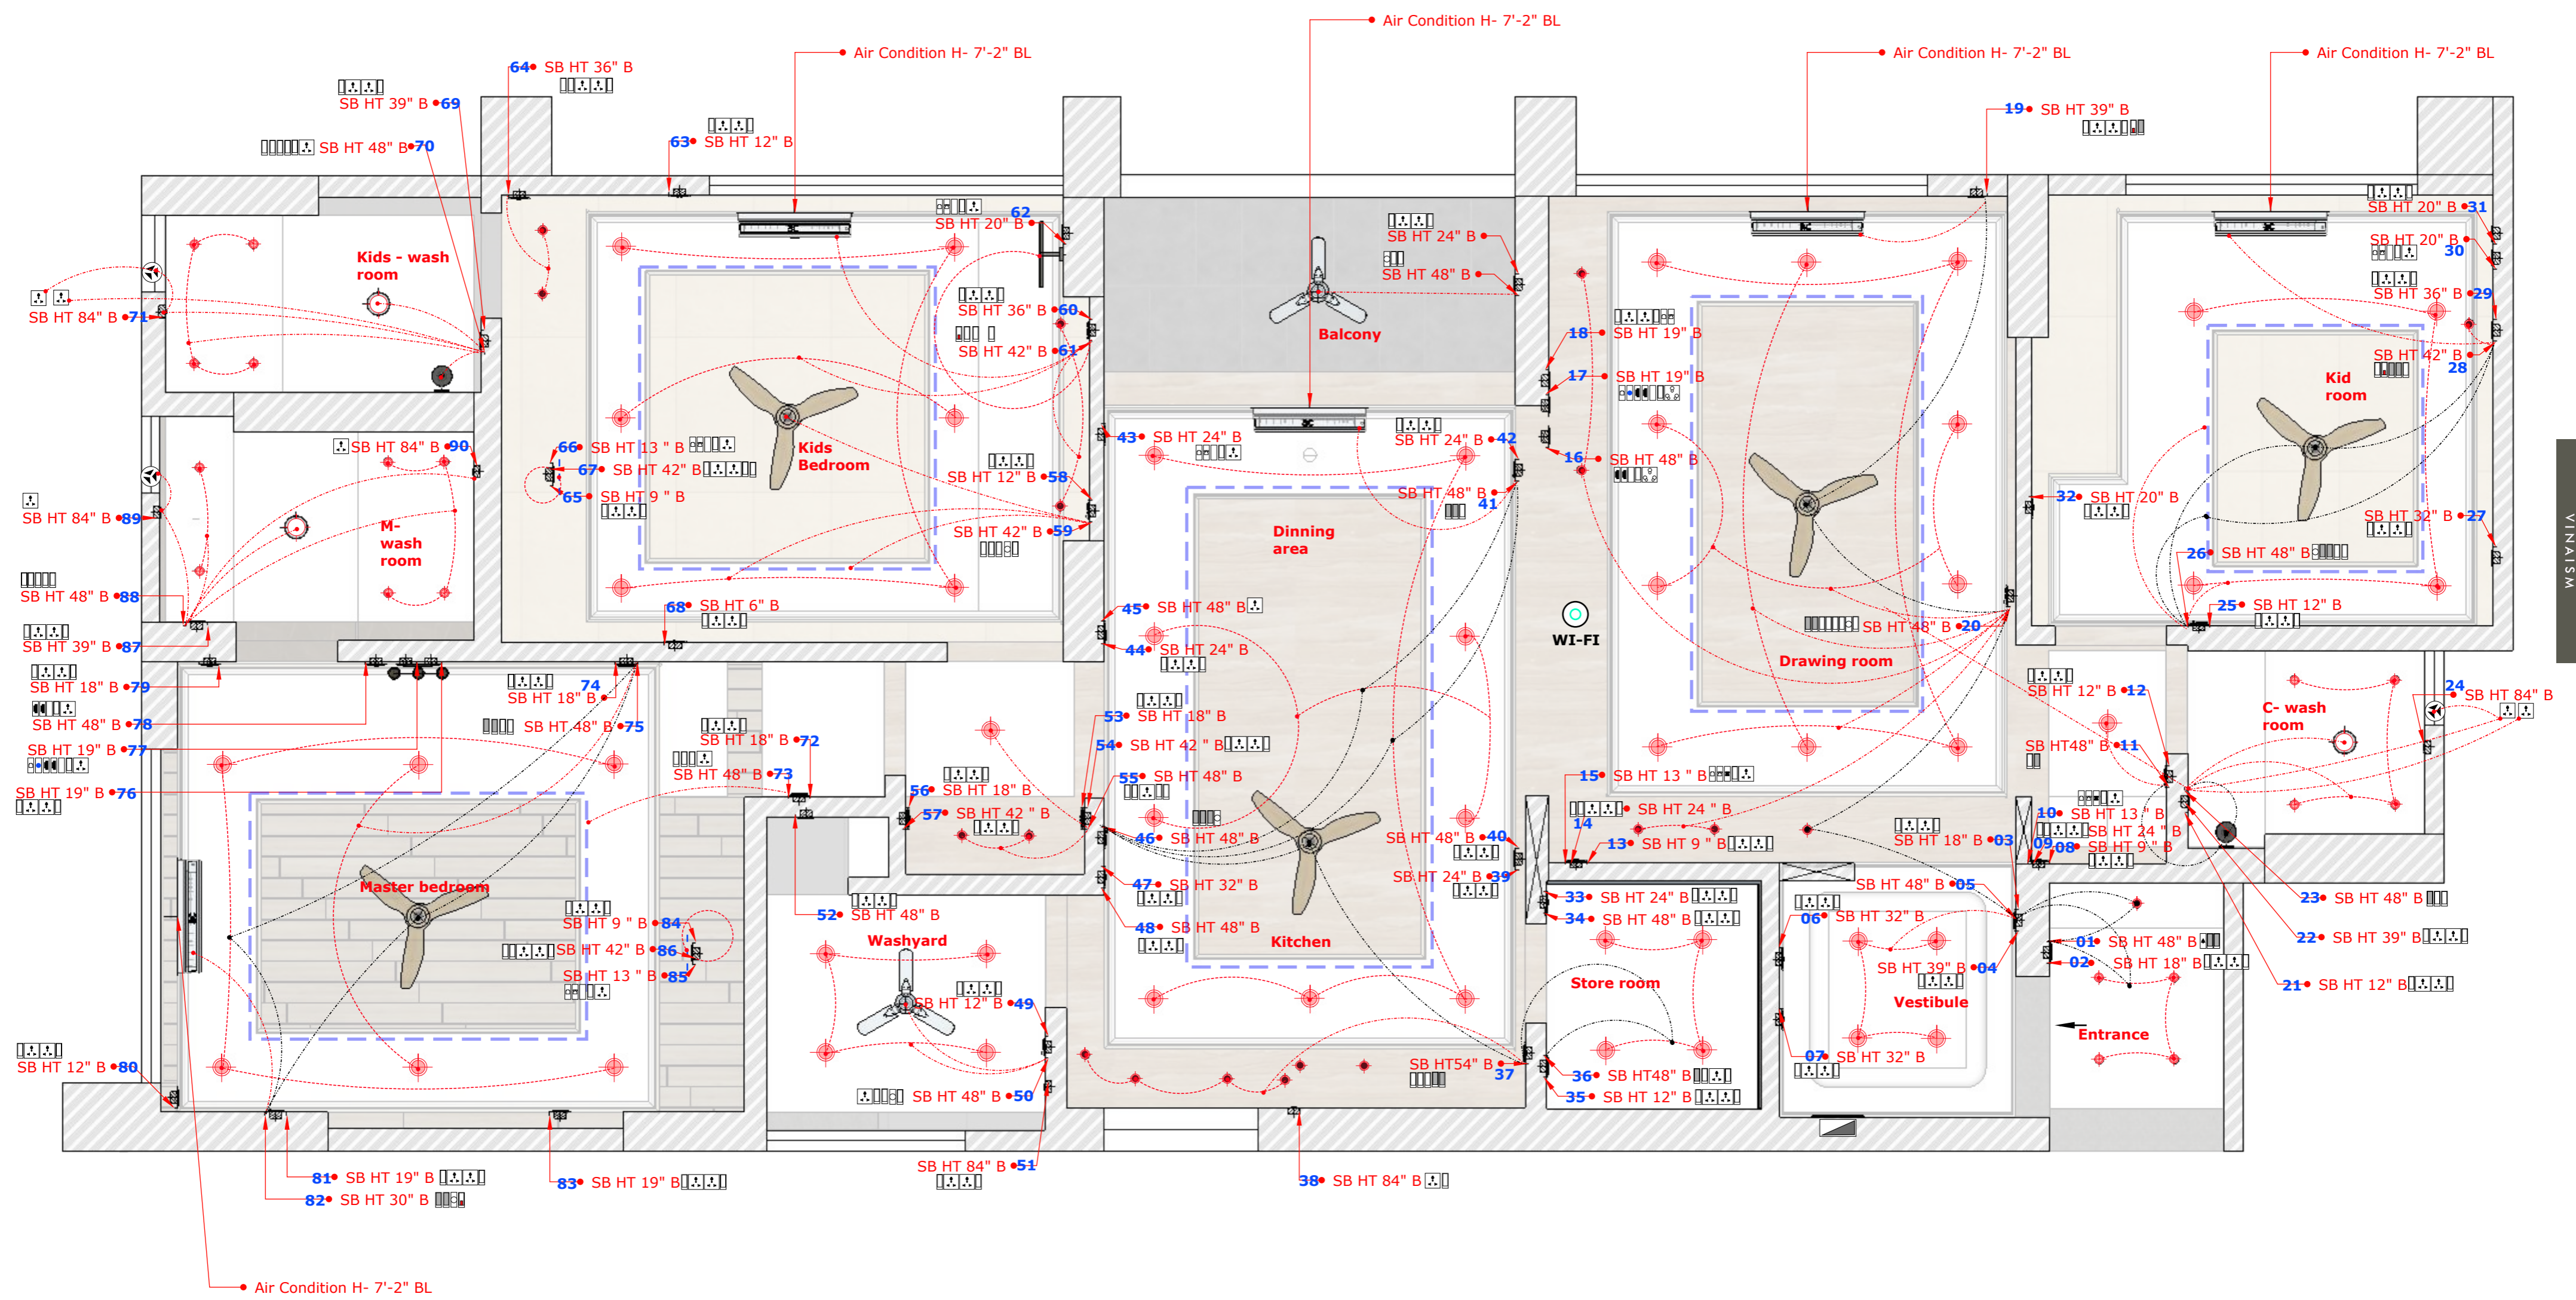 Air Condition H- 7'-2" BL
Air Condition H- 7'-2" BL
Air Condition H- 7'-2" BL
Air Condition H- 7'-2" BL
64 SB HT 36" B
SB HT 39" B 69
63 SB HT 12" B
SB HT 48" B 70
19 SB HT 39" B
62
SB HT 20" B
SB HT 24" B
SB HT 48" B
SB HT 20" B 31
SB HT 20" B
30
SB HT 36" B 29
Kids - wash
room
SB HT 84" B 71
SB HT 36" B 60
SB HT 42" B 61
Balcony
18 SB HT 19" B
17 SB HT 19" B
SB HT 42" B
28
Kid
room
66 SB HT 13 " B
67 SB HT 42" B
65 SB HT 9 " B
Kids
Bedroom
SB HT 84" B 90
SB HT 12" B 58
SB HT 42" B 59
43 SB HT 24" B
SB HT 24" B 42
SB HT 48" B
41
16 SB HT 48" B
32 SB HT 20" B
SB HT 32" B 27
26 SB HT 48" B
25 SB HT 12" B
SB HT 84" B 89
M-
wash
room
Dinning
area
SB HT 48" B 88
SB HT 39" B 87
68 SB HT 6" B
45 SB HT 48" B
44 SB HT 24" B
WI-FI
SB HT 48" B 20
Drawing room
SB HT 18" B 79
SB HT 48" B 78
SB HT 19" B 77
SB HT 19" B 76
74
SB HT 18" B
SB HT 48" B 75
SB HT 18" B 72
SB HT 48" B 73
53 SB HT 18" B
54 SB HT 42 " B
55 SB HT 48" B
56 SB HT 18" B
57 SB HT 42 " B
46 SB HT 48" B
47 SB HT 32" B
48 SB HT 48" B
SB HT 48" B 40
SB HT 24" B 39
15 SB HT 13 " B
SB HT 24 " B
14
13 SB HT 9 " B
SB HT 12" B 12
SB HT48" B 11
10 SB HT 13 " B
SB HT 24 " B
09 08 SB HT 9 " B
SB HT 18" B 03
C- wash
room
24
SB HT 84" B
Master bedroom
SB HT 9 " B 84
SB HT 42" B 86
SB HT 13 " B 85
52 SB HT 48" B
Washyard
Kitchen
33 SB HT 24" B
34 SB HT 48" B
Store room
SB HT 48" B 05
06 SB HT 32" B
SB HT 39" B 04
Vestibule
07 SB HT 32" B
01 SB HT 48" B
02 SB HT 18" B
Entrance
23 SB HT 48" B
22 SB HT 39" B
21 SB HT 12" B
SB HT 12" B 80
SB HT 12" B 49
SB HT 48" B 50
SB HT54" B
37
36 SB HT48" B
35 SB HT 12" B
81 SB HT 19" B
82 SB HT 30" B
83 SB HT 19" B
SB HT 84" B 51
38 SB HT 84" B
Air Condition H- 7'-2" BL
VINAISM